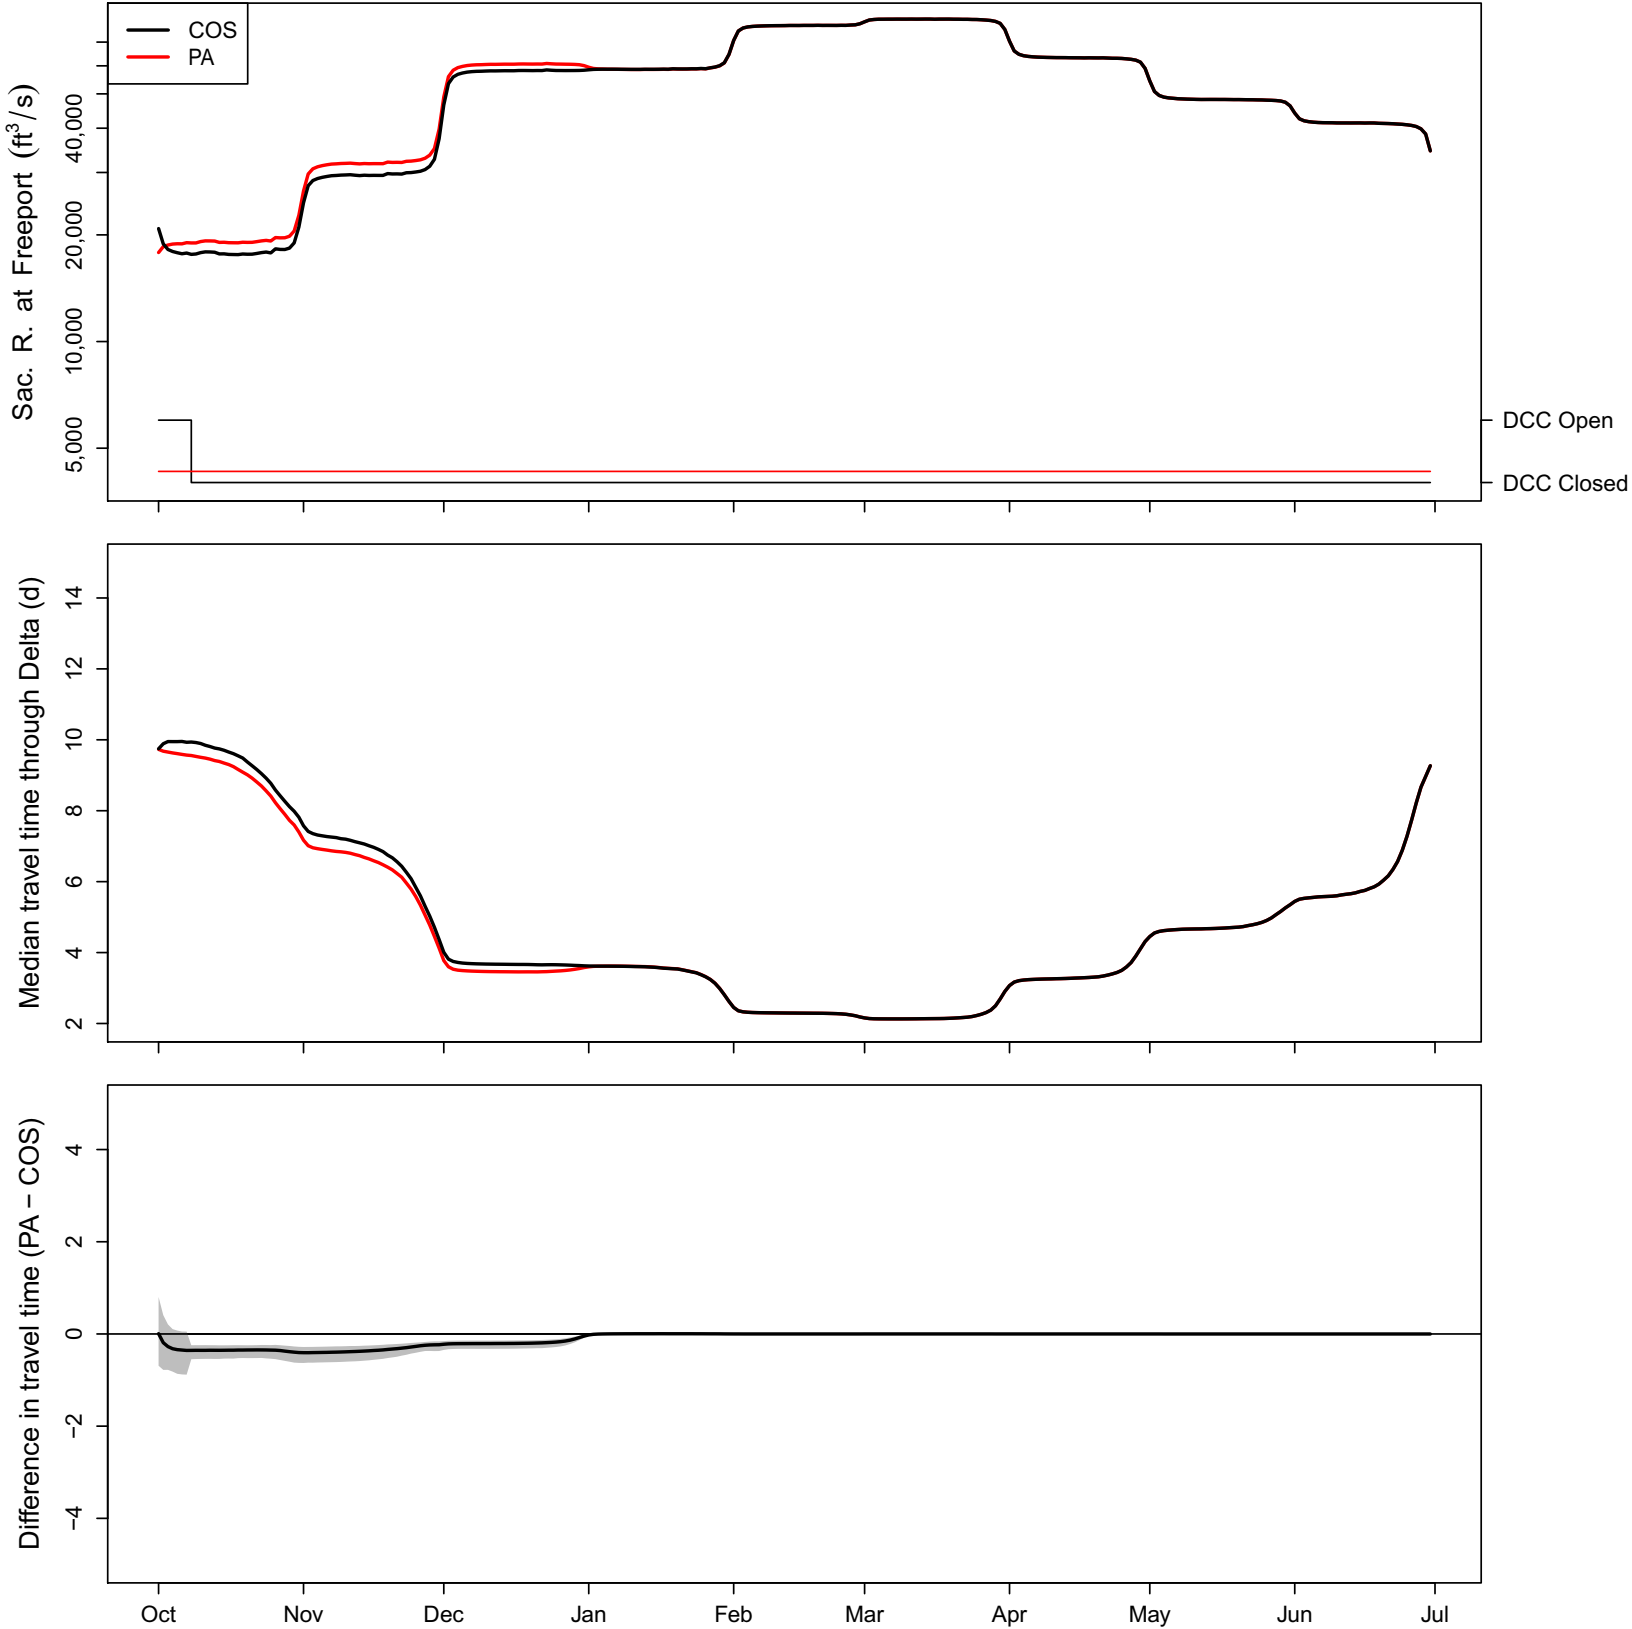 COS
PA
Sac. R. at Freeport (ft³/s)
40,000
20,000
10,000
5,000
DCC Open
DCC Closed
Median travel time through Delta (d)
14
12
10
8
6
4
2
Difference in travel time (PA − COS)
4
2
0
−2
−4
Oct Nov Dec Jan Feb Mar Apr May Jun Jul